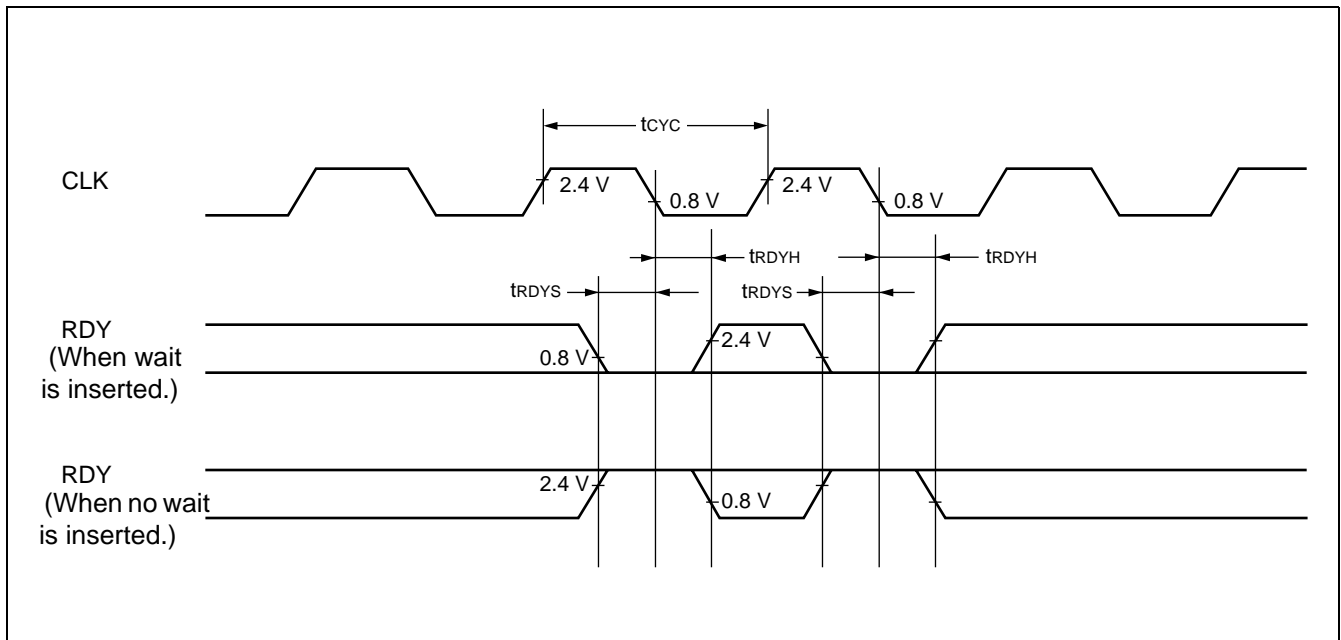 tCYC
CLK
2.4 V
0.8 V
2.4 V
0.8 V
tRDYH
tRDYH
tRDYS
tRDYS
RDY
(When wait
is inserted.)
0.8 V
2.4 V
RDY
(When no wait
is inserted.)
2.4 V
0.8 V